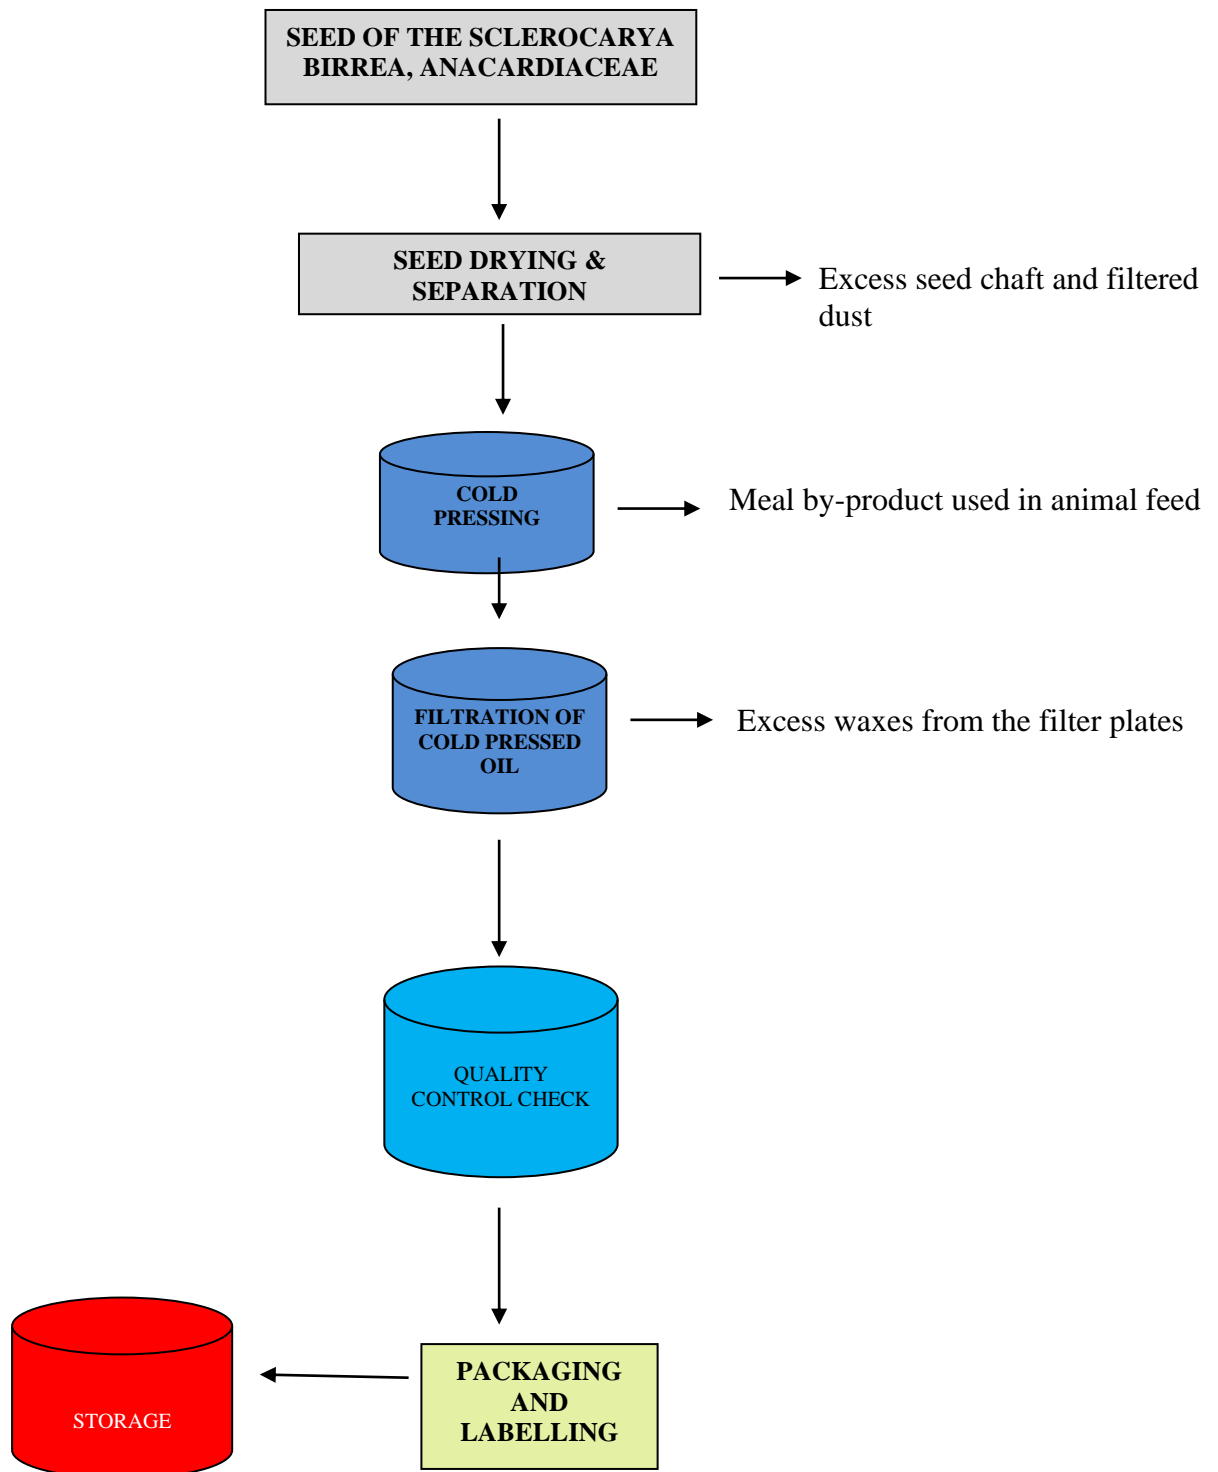 SEED OF THE SCLEROCARYA
BIRREA, ANACARDIACEAE
SEED DRYING &
SEPARATION
Excess seed chaft and filtered
dust
COLD
PRESSING
Meal by-product used in animal feed
FILTRATION OF
COLD PRESSED
OIL
Excess waxes from the filter plates
QUALITY
CONTROL CHECK
PACKAGING
AND
LABELLING
STORAGE